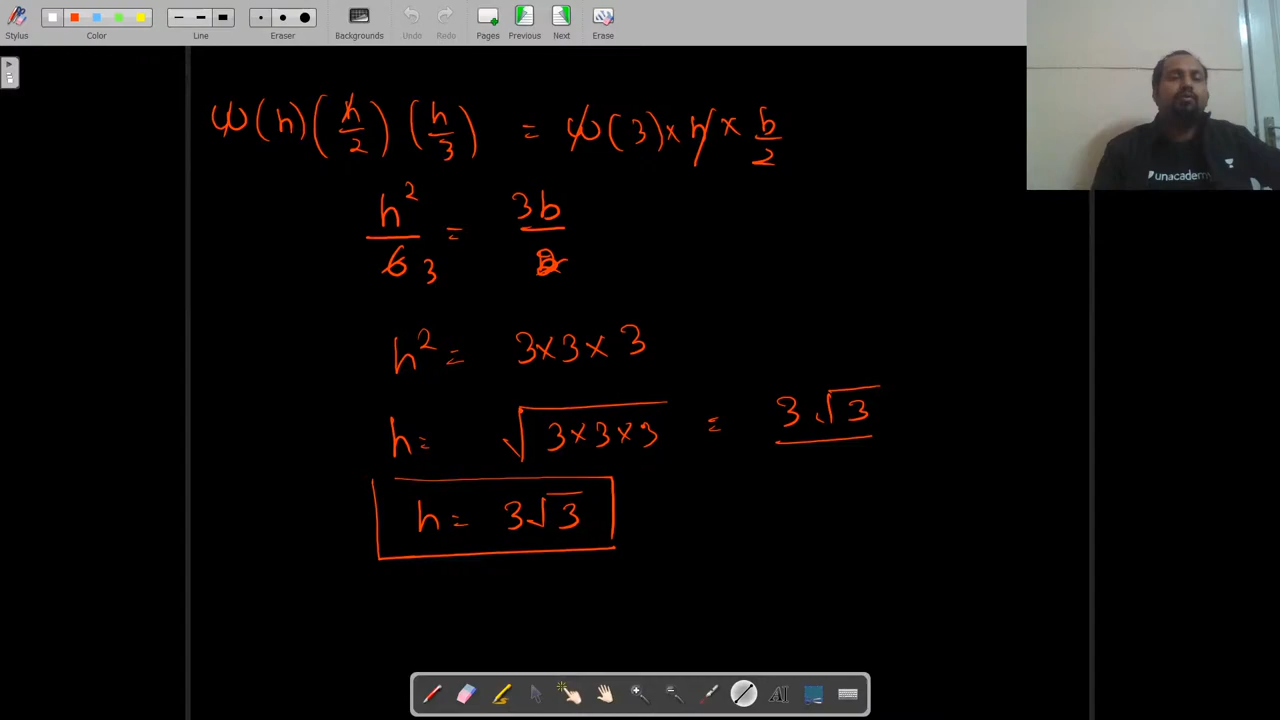 Stylus Color Line Eraser Backgrounds Undo Redo Pages Previous Next Erase
ω(h)(h/2)(h/3) = ω(3)×h×b/2
h²/6 3 = 3b/2
h² = 3×3×3
h= √3×3×3 = 3√3
h= 3√3
unacademy
AI